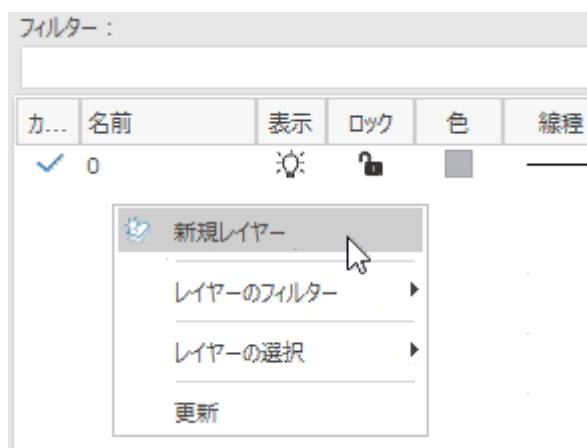 フィルター：
カ... 名前 表示 ロック 色 線種
0
新規レイヤー
レイヤーのフィルター
レイヤーの選択
更新